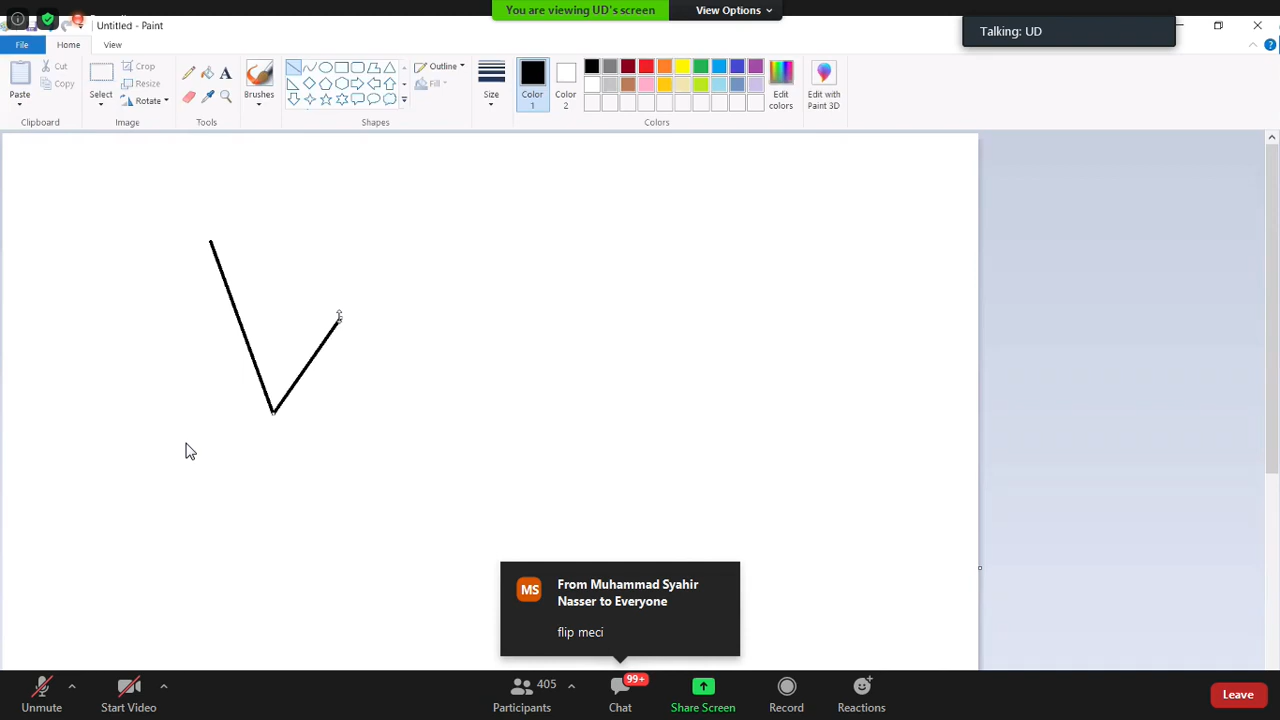 You are viewing UD's screen
View Options
Untitled - Paint
Talking: UD
File
Home
View
Paste
Cut
Copy
Clipboard
Select
Crop
Resize
Rotate
Image
A
Tools
Brushes
Outline
Fill
Shapes
Size
Color
1
Color
2
Edit
colors
Edit with
Paint 3D
Colors
MS
From Muhammad Syahir
Nasser to Everyone
flip meci
Unmute
Start Video
405
Participants
99+
Chat
Share Screen
Record
Reactions
Leave